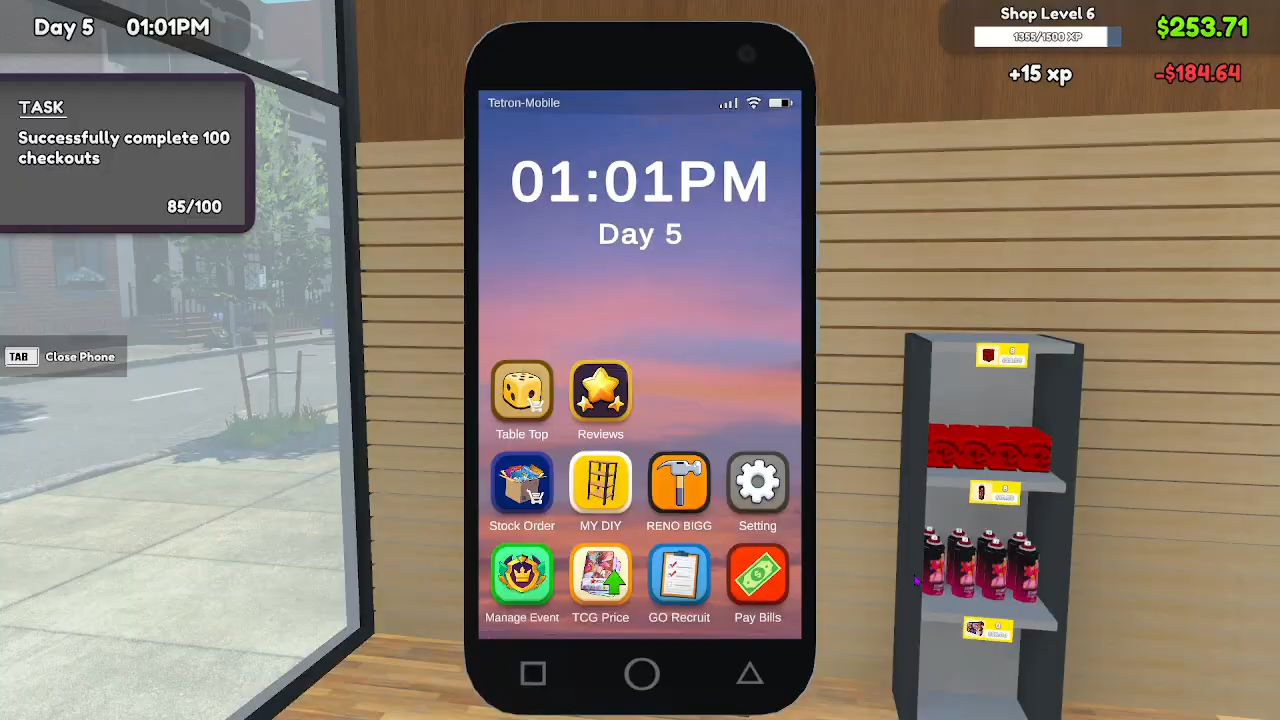 Day 5 01:01PM
Shop Level 6
1355/1500 XP
$253.71
+15 xp
-$184.64
TASK
Successfully complete 100
checkouts
85/100
TAB Close Phone
Tetron-Mobile
01:01PM
Day 5
Table Top Reviews
Stock Order MY DIY RENO BIGG Setting
Manage Event TCG Price GO Recruit Pay Bills